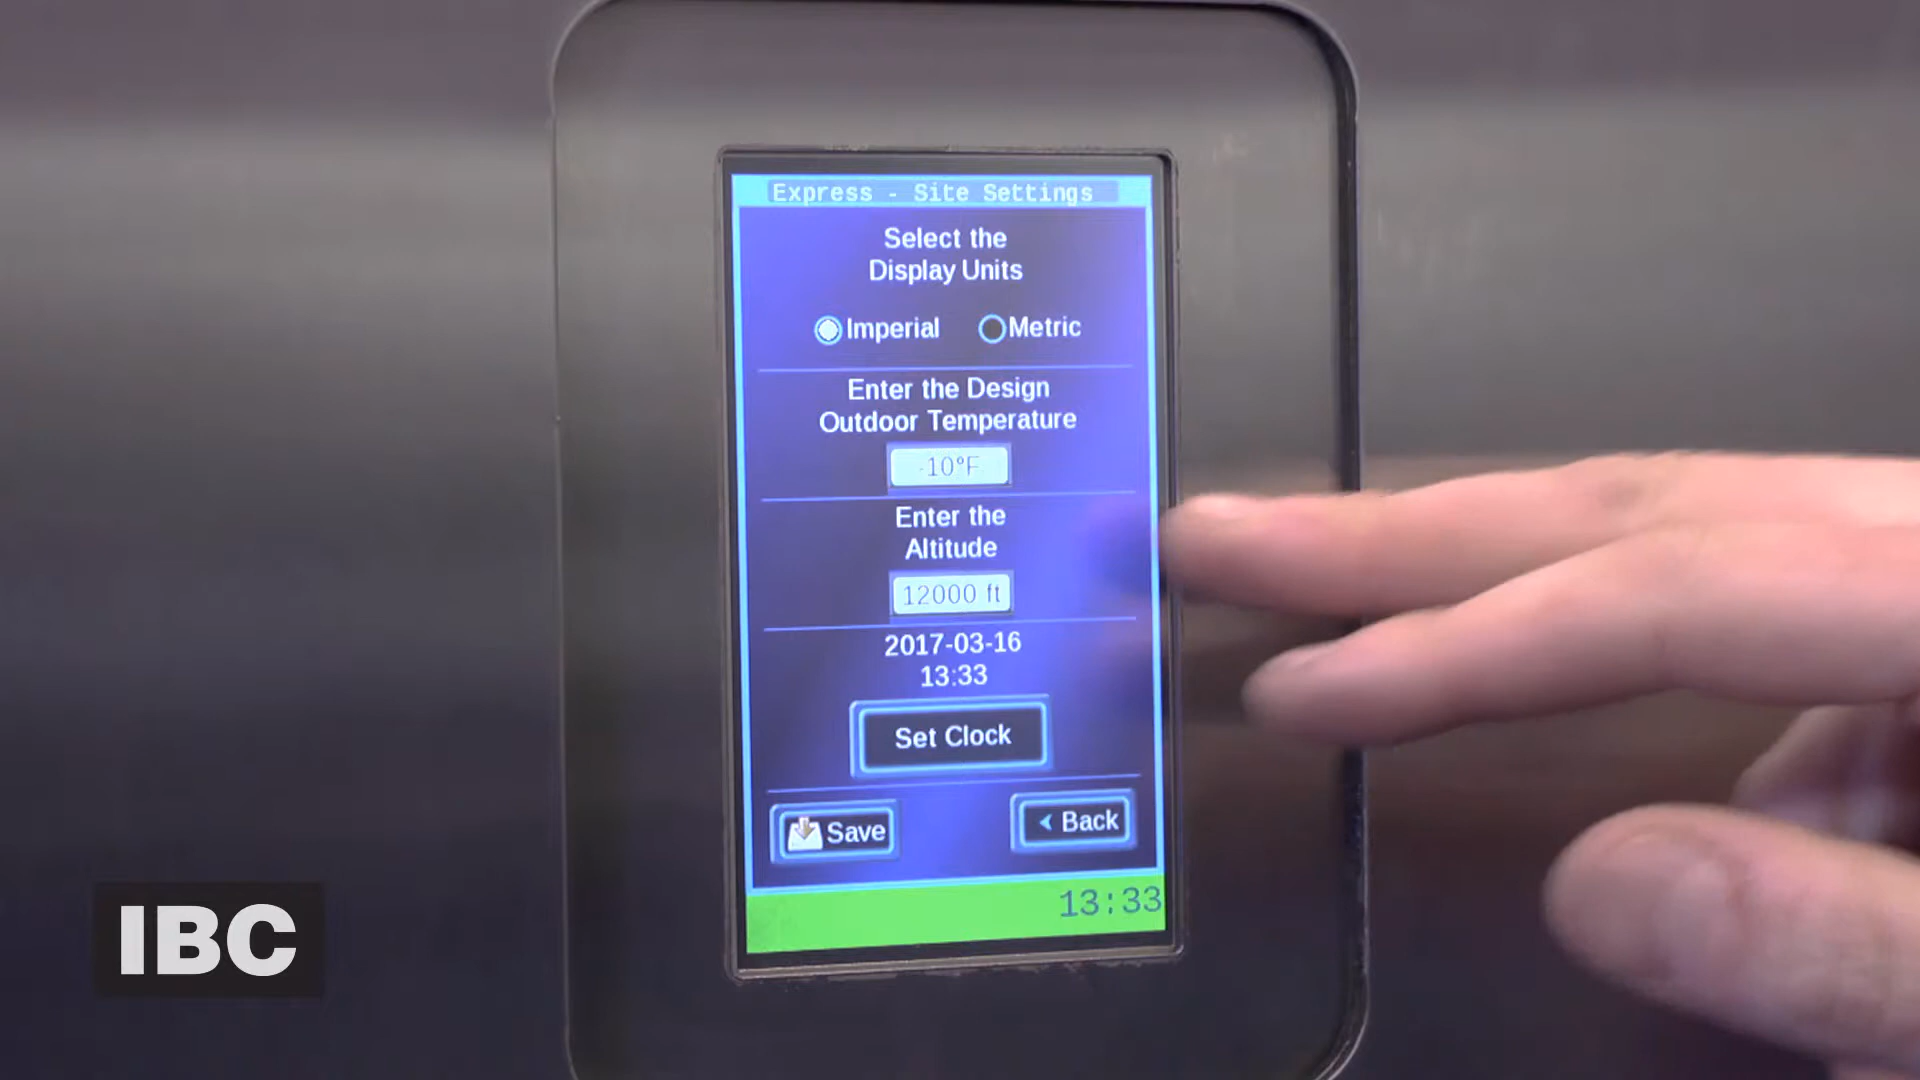 Express - Site Settings
Select the
Display Units
Imperial Metric
Enter the Design
Outdoor Temperature
-10°F
Enter the
Altitude
12000 ft
2017-03-16
13:33
Set Clock
Save
Back
13:33
IBC